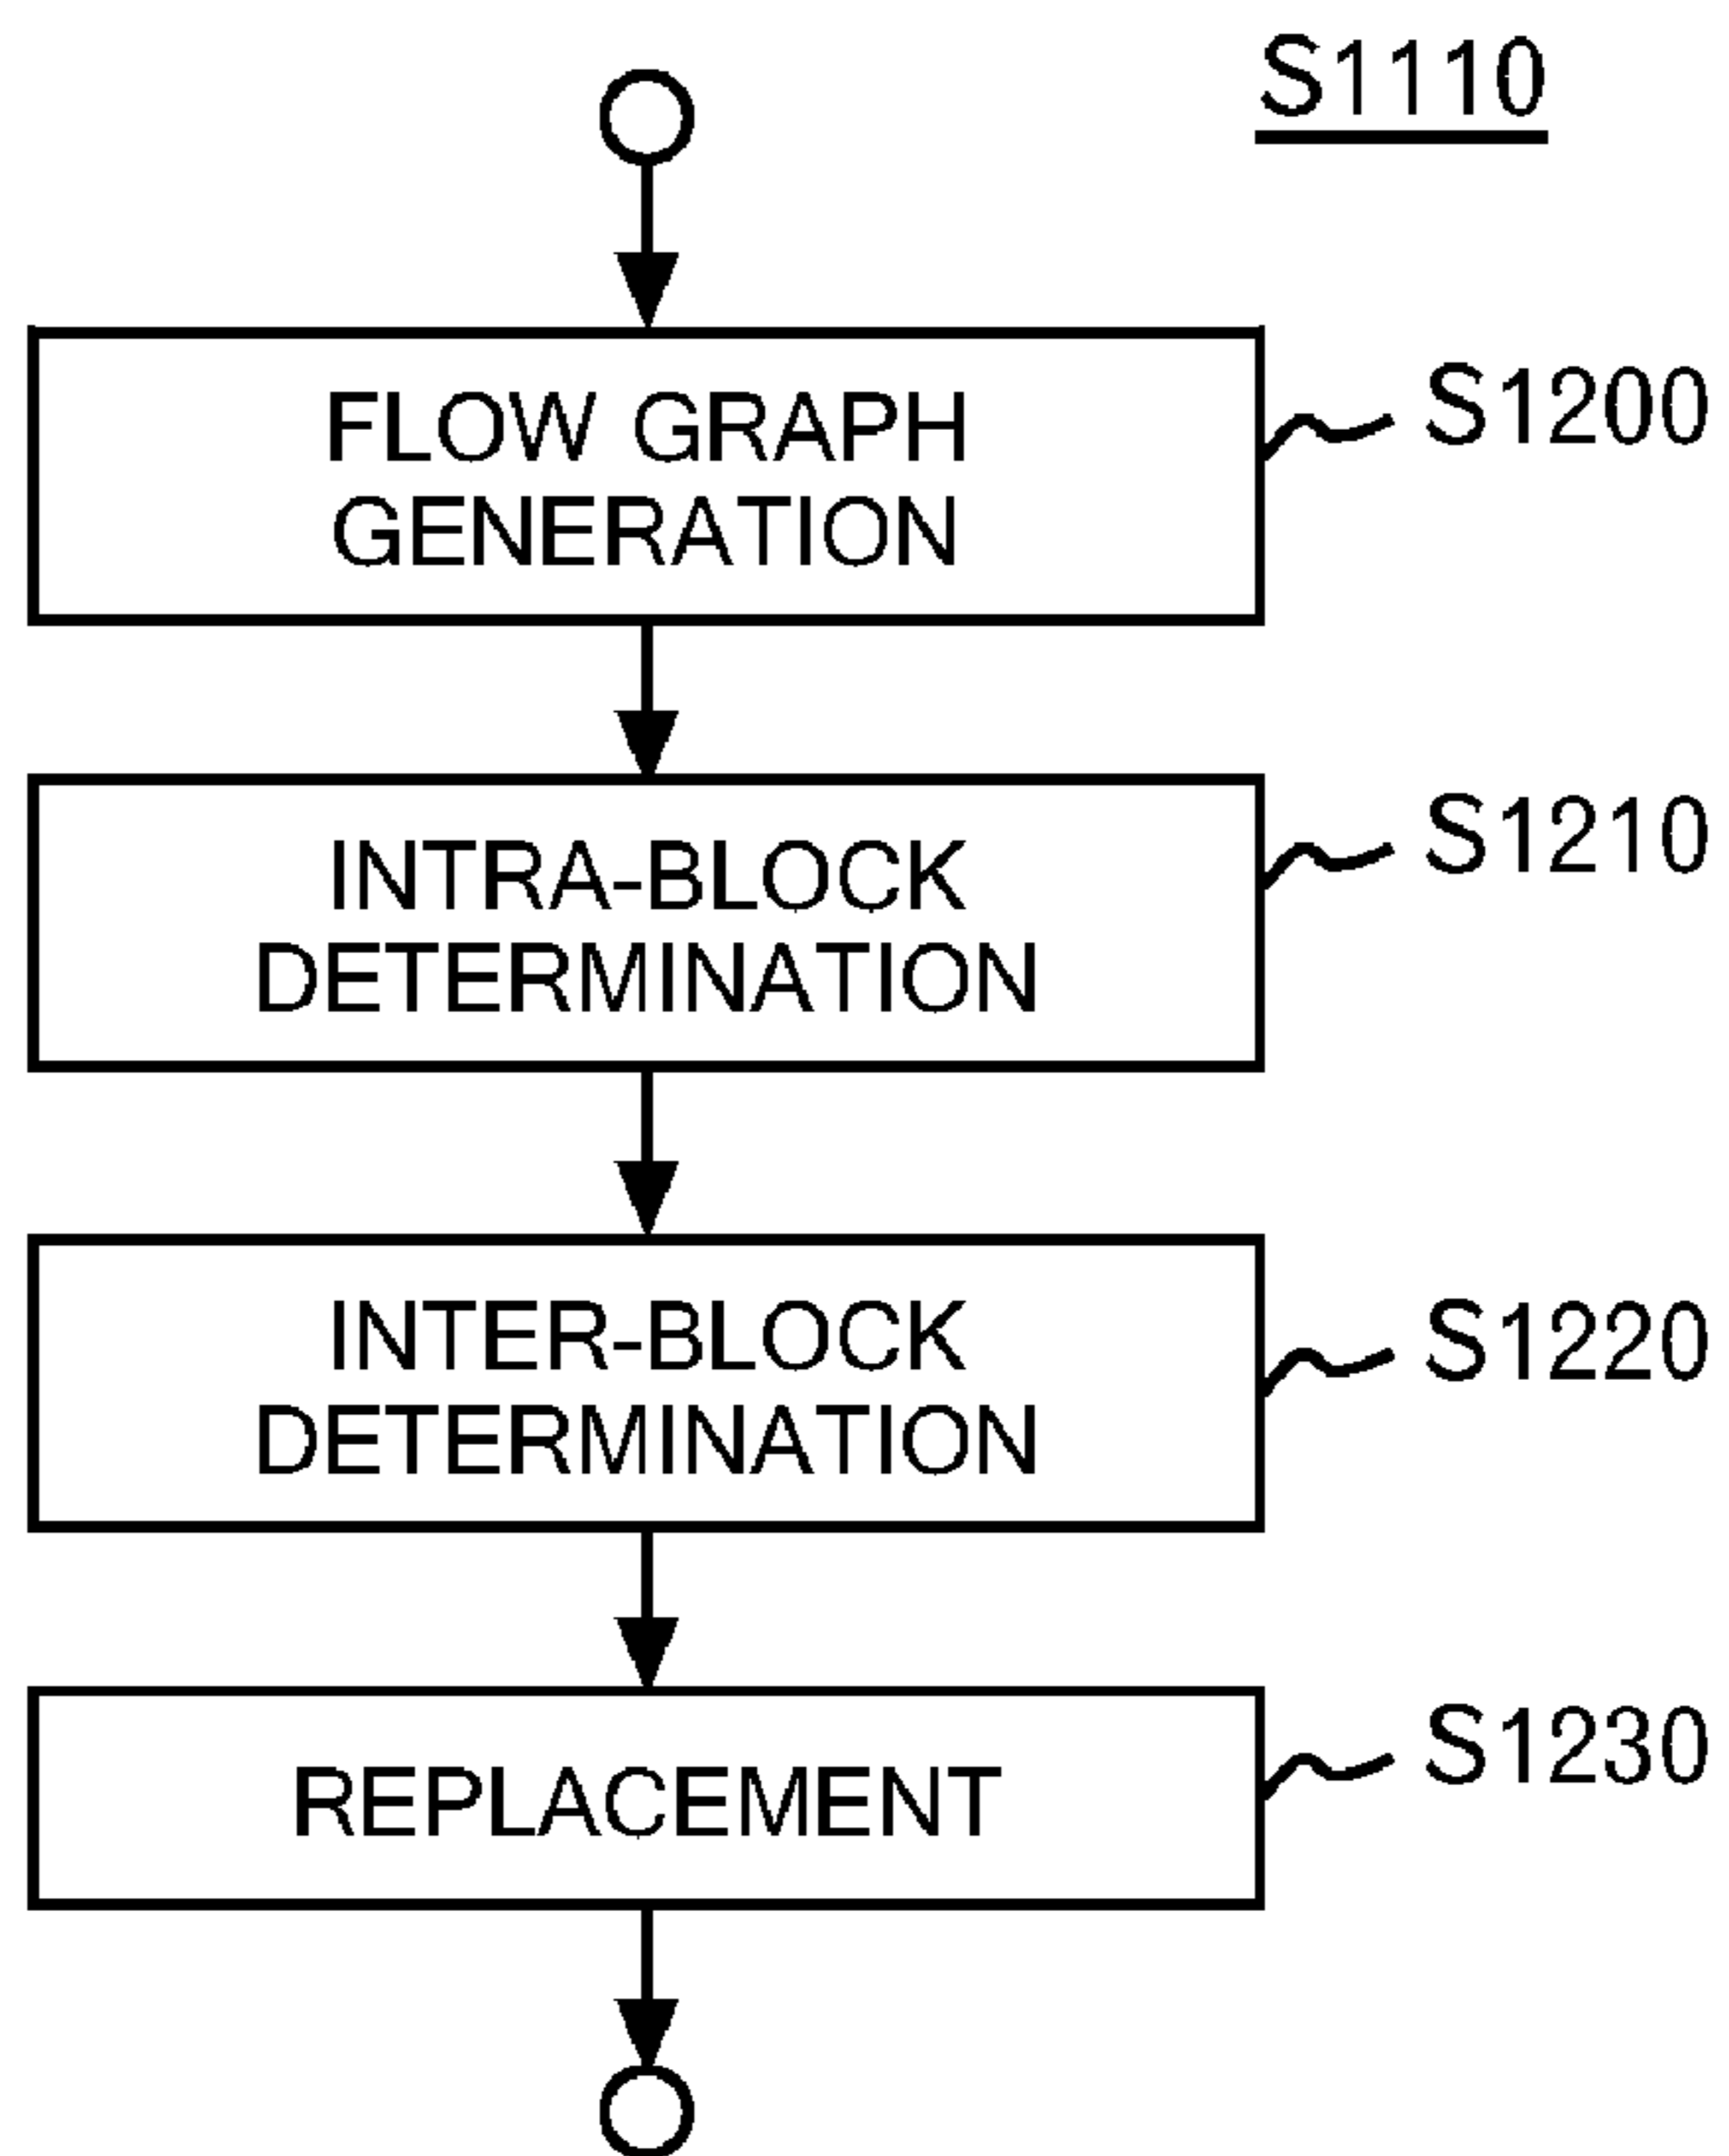 S1110
FLOW GRAPH
GENERATION
S1200
INTRA-BLOCK
DETERMINATION
S1210
INTER-BLOCK
DETERMINATION
S1220
REPLACEMENT
S1230